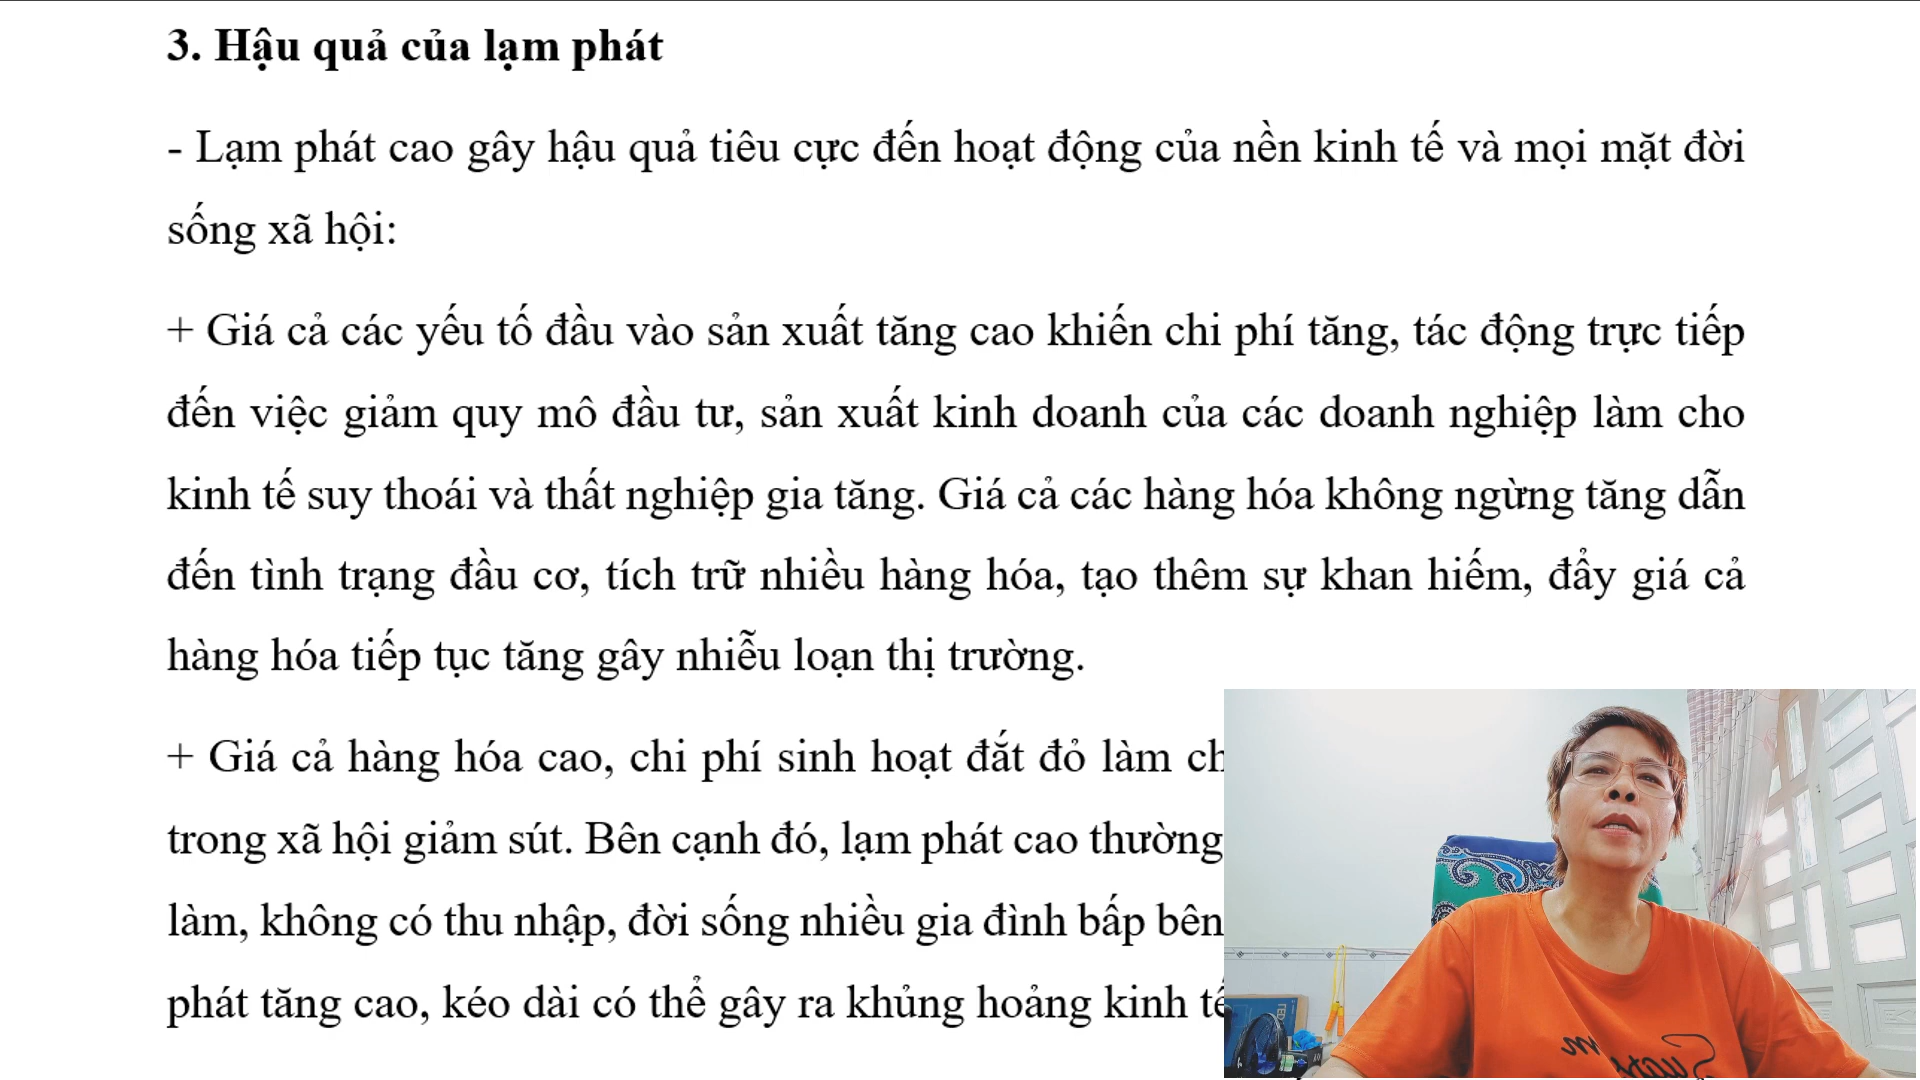 3. Hậu quả của lạm phát
- Lạm phát cao gây hậu quả tiêu cực đến hoạt động của nền kinh tế và mọi mặt đời
sống xã hội:
+ Giá cả các yếu tố đầu vào sản xuất tăng cao khiến chi phí tăng, tác động trực tiếp
đến việc giảm quy mô đầu tư, sản xuất kinh doanh của các doanh nghiệp làm cho
kinh tế suy thoái và thất nghiệp gia tăng. Giá cả các hàng hóa không ngừng tăng dẫn
đến tình trạng đầu cơ, tích trữ nhiều hàng hóa, tạo thêm sự khan hiếm, đẩy giá cả
hàng hóa tiếp tục tăng gây nhiễu loạn thị trường.
+ Giá cả hàng hóa cao, chi phí sinh hoạt đắt đỏ làm
trong xã hội giảm sút. Bên cạnh đó, lạm phát cao thường
làm, không có thu nhập, đời sống nhiều gia đình bấp
phát tăng cao, kéo dài có thể gây ra khủng hoảng kinh